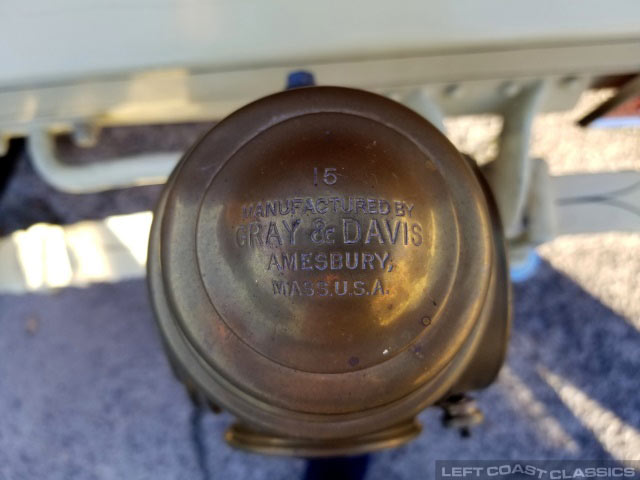 15
MANUFACTURED BY
GRAY & DAVIS
AMESBURY,
MASS. U.S.A.
LEFT COAST CLASSICS